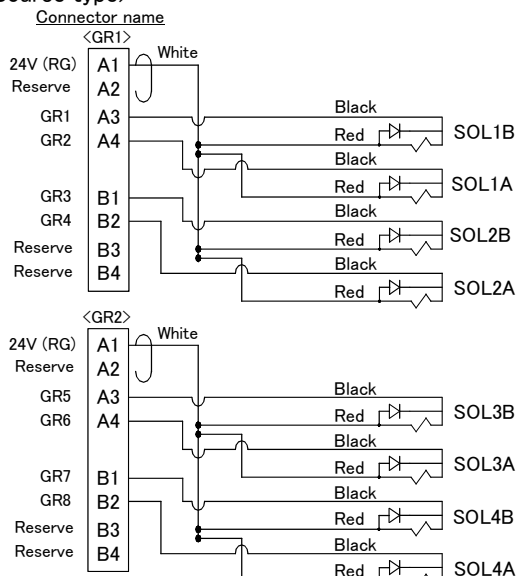 Connector name
<GR1>
White
24V (RG) A1
Reserve A2
GR1 A3 Black
Red SOL1B
GR2 A4
Black
Red SOL1A
GR3 B1 Black
GR4 B2
Red SOL2B
Reserve B3
Black
Reserve B4
Red SOL2A
<GR2>
White
24V (RG) A1
Reserve A2
GR5 A3 Black
Red SOL3B
GR6 A4
Black
Red SOL3A
GR7 B1 Black
GR8 B2
Red SOL4B
Reserve B3
Black
Reserve B4
Red SOL4A